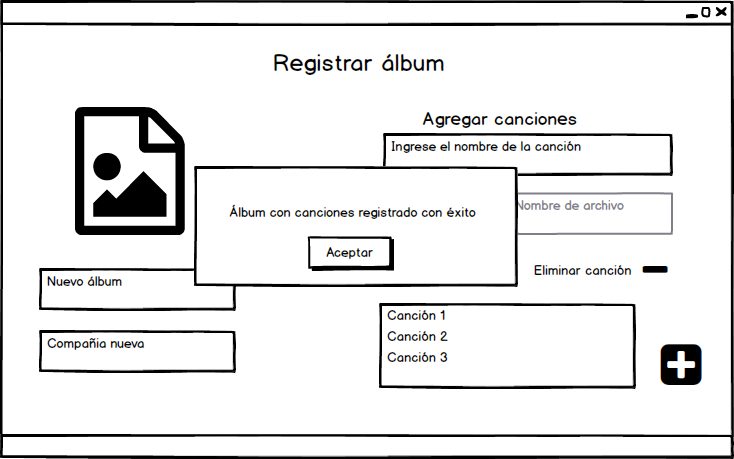 Registrar álbum
Agregar canciones
Ingrese el nombre de la canción
Nombre de archivo
Álbum con canciones registrado con éxito
Aceptar
Eliminar canción
Nuevo álbum
Compañia nueva
Canción 1
Canción 2
Canción 3